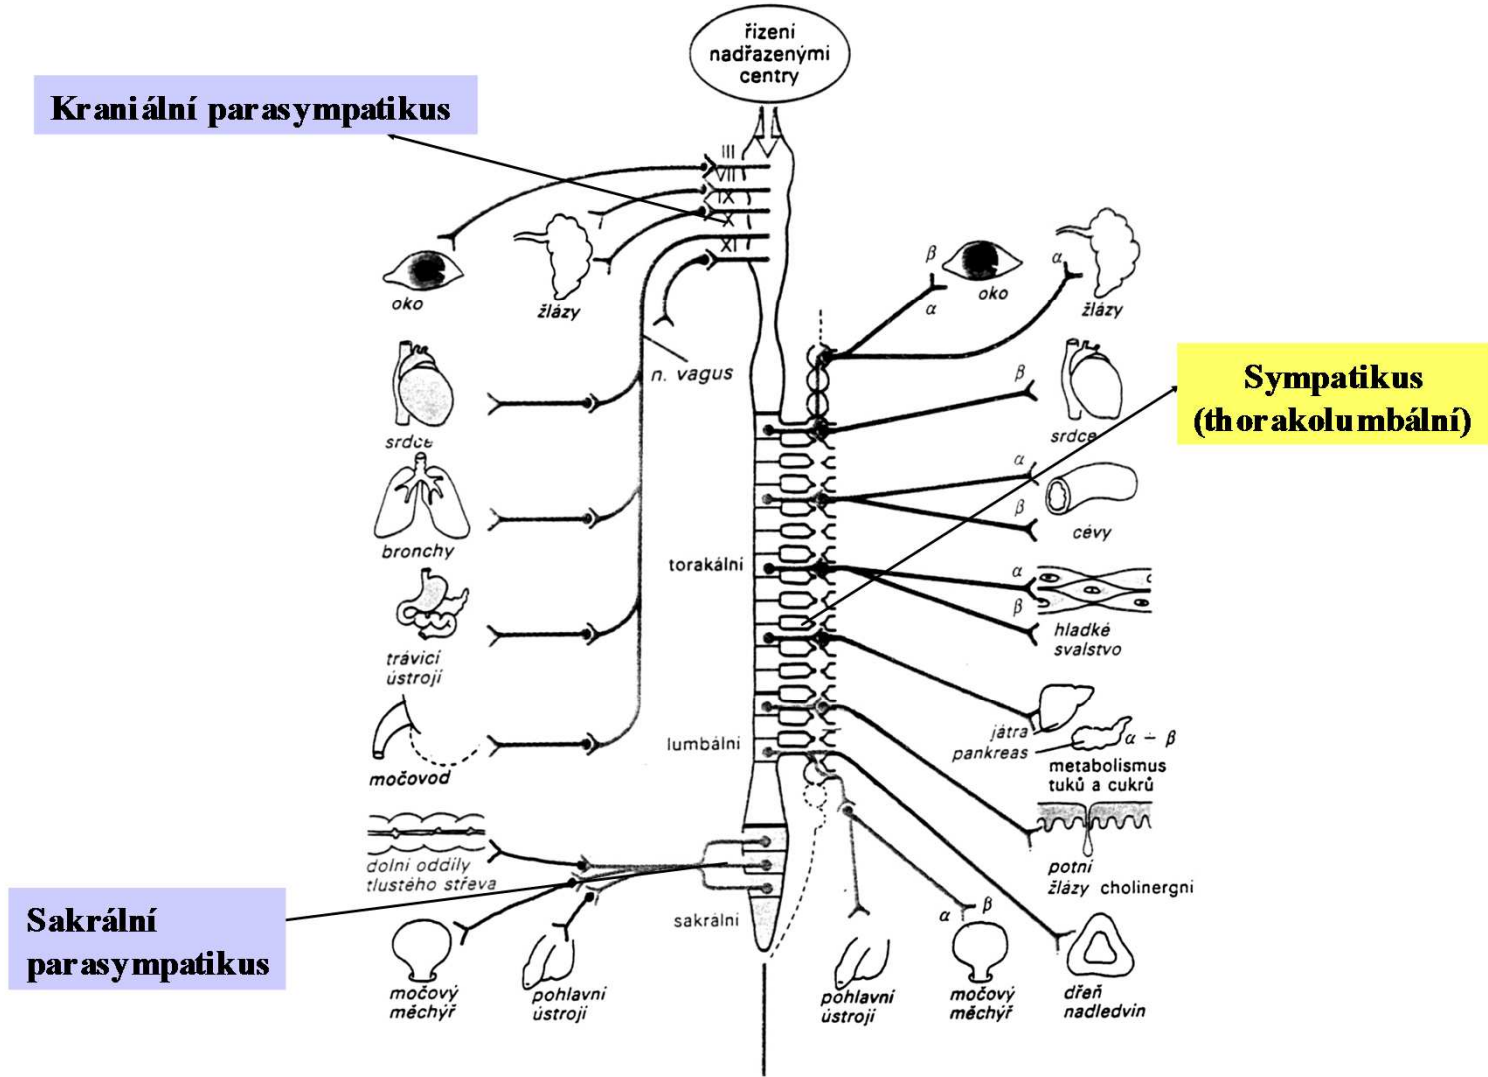 řízení
nadřazenými
centry
Kraniální parasympatikus
III
VII
IX
X
XI
oko
žlázy
n. vagus
srdce
bronchy
trávicí
ústrojí
močovod
dolní oddíly
tlustého střeva
Sakrální
parasympatikus
močový
měchýř
pohlavní
ústrojí
torakální
lumbální
sakrální
β
α
oko
α
žlázy
β
srdce
Sympatikus
(thorakolumbální)
α
β
cévy
α
β
hladké
svalstvo
játra
pankreas
α – β
metabolismus
tuků a cukrů
potní
žlázy cholinergní
α β
pohlavní
ústrojí
močový
měchýř
dřeň
nadledvin